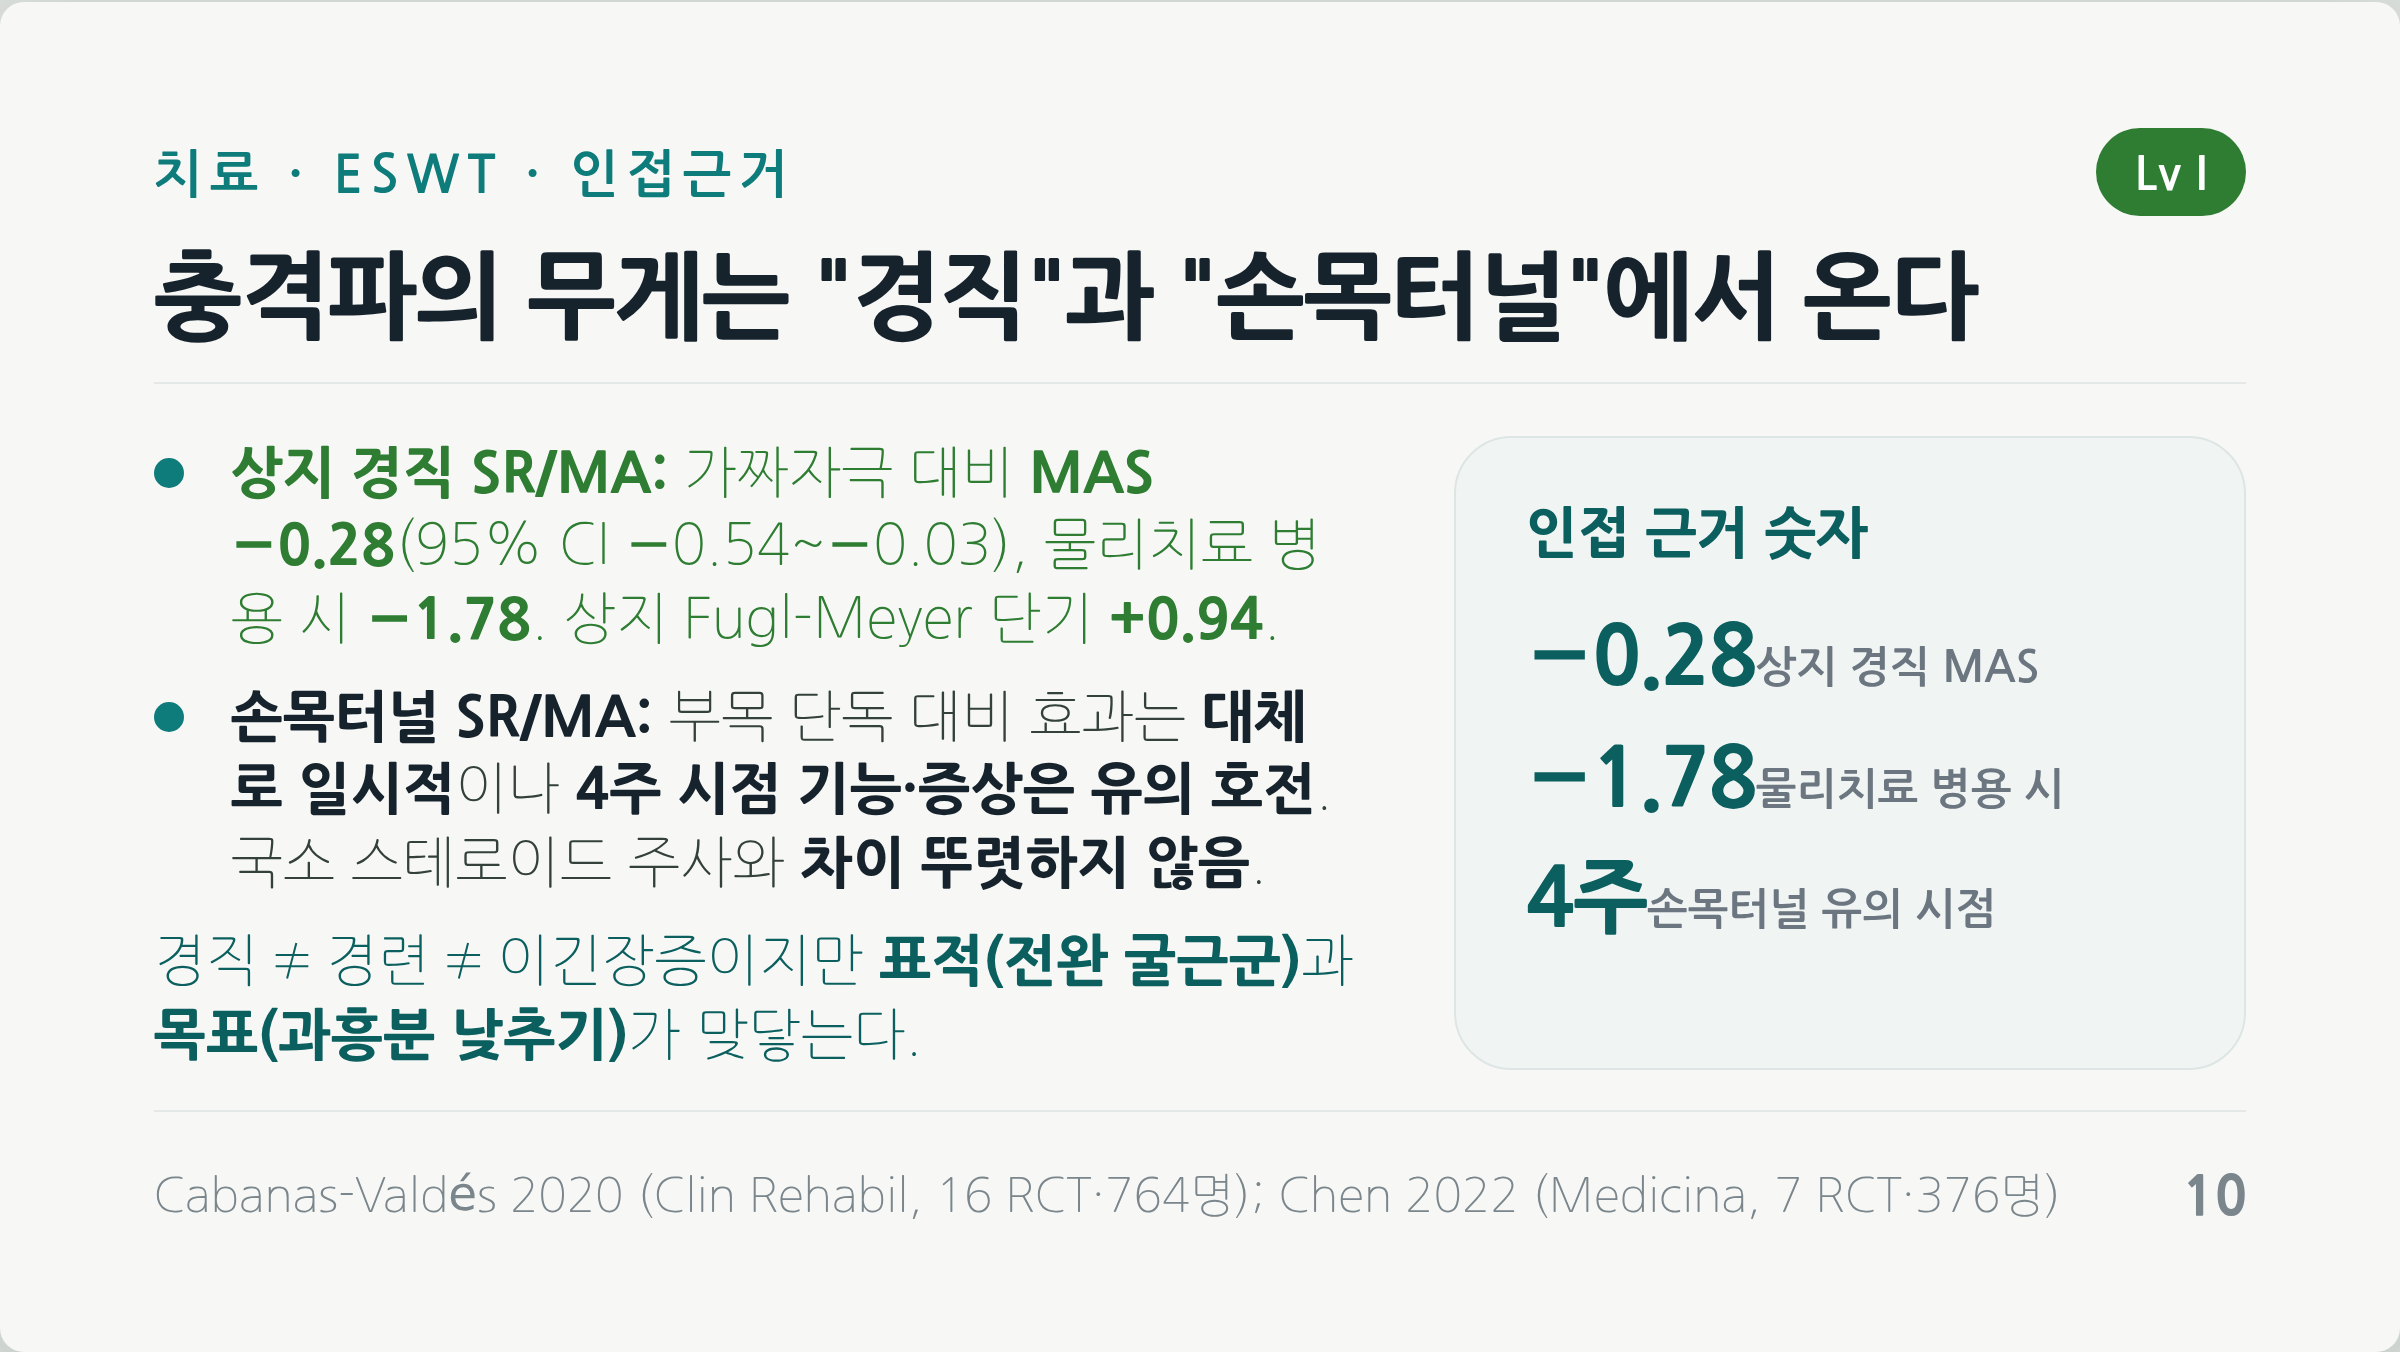 치료 · ESWT · 인접근거
Lv I
충격파의 무게는 "경직"과 "손목터널"에서 온다
상지 경직 SR/MA: 가짜자극 대비 MAS
−0.28(95% CI −0.54~−0.03), 물리치료 병
용 시 −1.78. 상지 Fugl-Meyer 단기 +0.94.
손목터널 SR/MA: 부목 단독 대비 효과는 대체
로 일시적이나 4주 시점 기능·증상은 유의 호전.
국소 스테로이드 주사와 차이 뚜렷하지 않음.
경직 ≠ 경련 ≠ 이긴장증이지만 표적(전완 굴근군)과
목표(과흥분 낮추기)가 맞닿는다.
인접 근거 숫자
−0.28상지 경직 MAS
−1.78물리치료 병용 시
4주손목터널 유의 시점
Cabanas-Valdés 2020 (Clin Rehabil, 16 RCT·764명); Chen 2022 (Medicina, 7 RCT·376명)
10